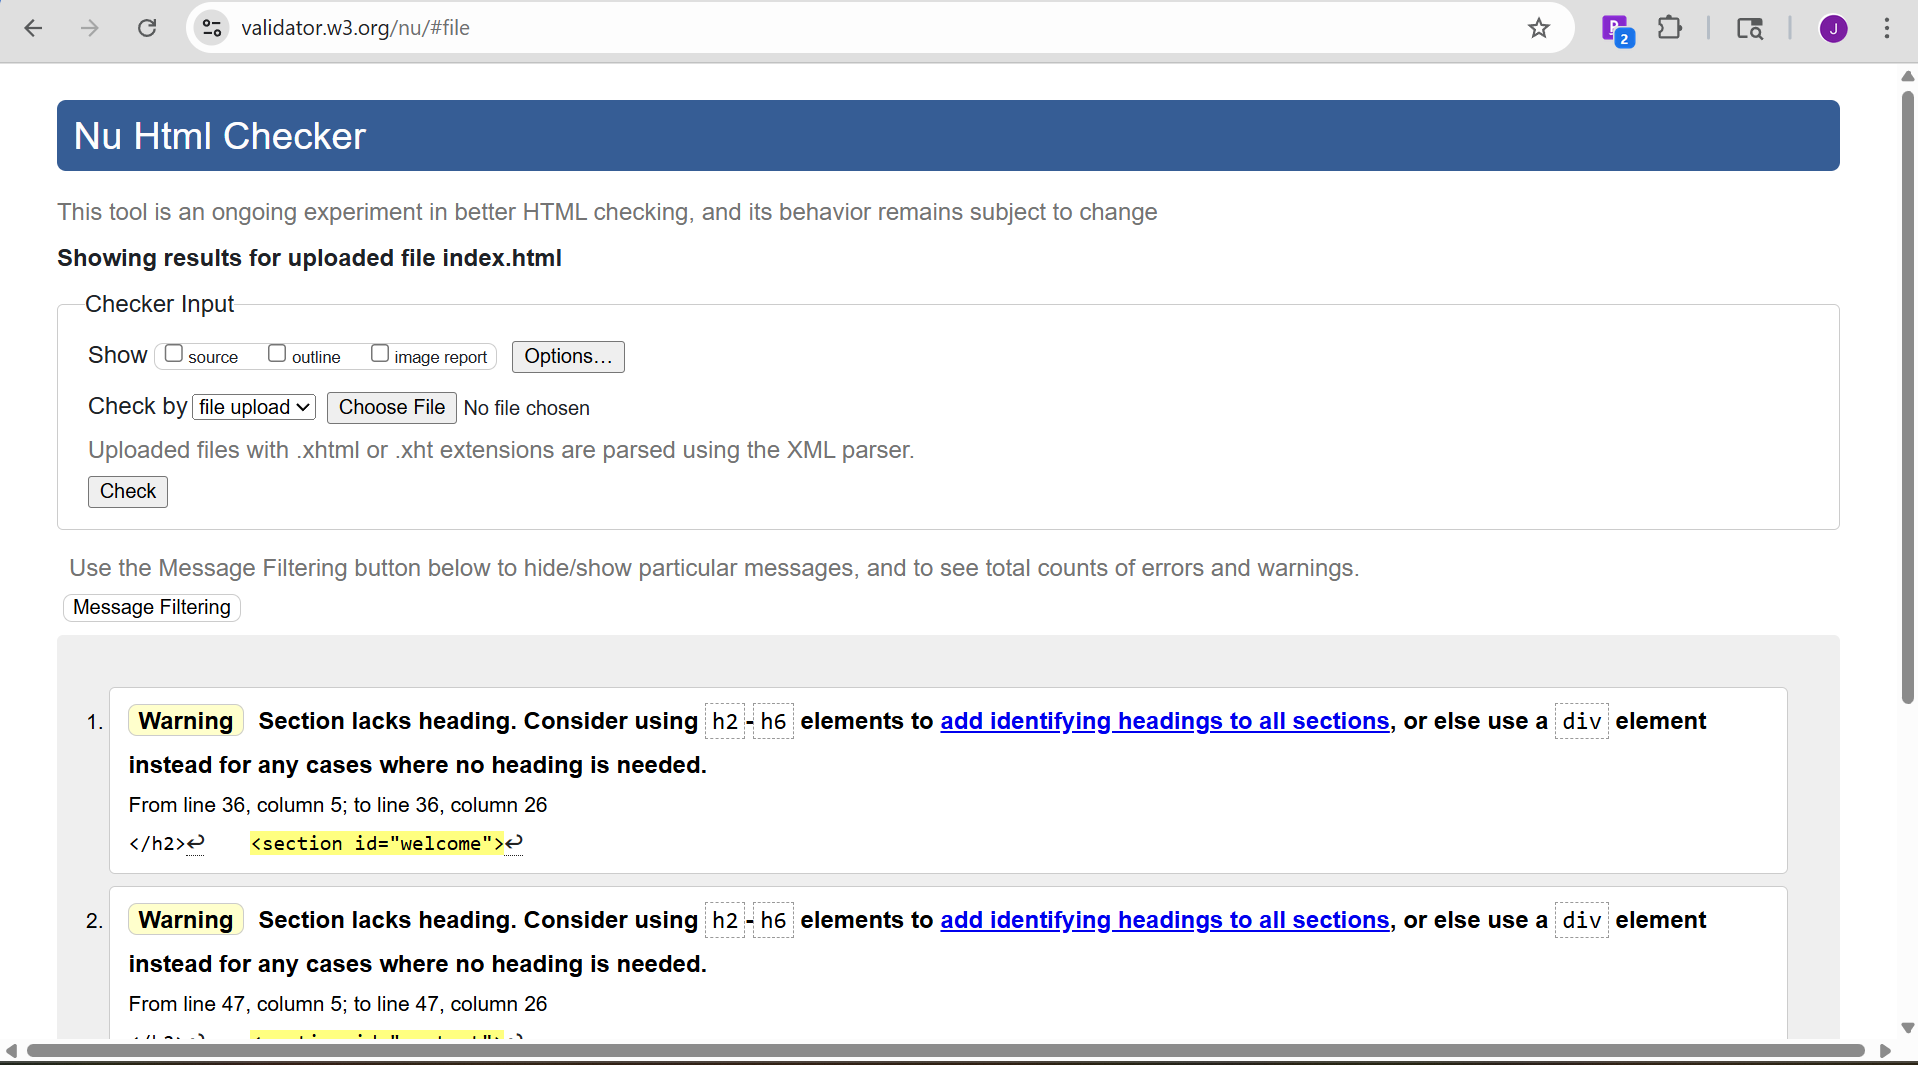 validator.w3.org/nu/#file
2
J
Nu Html Checker
This tool is an ongoing experiment in better HTML checking, and its behavior remains subject to change
Showing results for uploaded file index.html
Checker Input
Show source outline image report Options…
Check by file upload Choose File No file chosen
Uploaded files with .xhtml or .xht extensions are parsed using the XML parser.
Check
Use the Message Filtering button below to hide/show particular messages, and to see total counts of errors and warnings.
Message Filtering
1. Warning Section lacks heading. Consider using h2-h6 elements to add identifying headings to all sections, or else use a div element
instead for any cases where no heading is needed.
From line 36, column 5; to line 36, column 26
</h2>↩ <section id="welcome">↩
2. Warning Section lacks heading. Consider using h2-h6 elements to add identifying headings to all sections, or else use a div element
instead for any cases where no heading is needed.
From line 47, column 5; to line 47, column 26